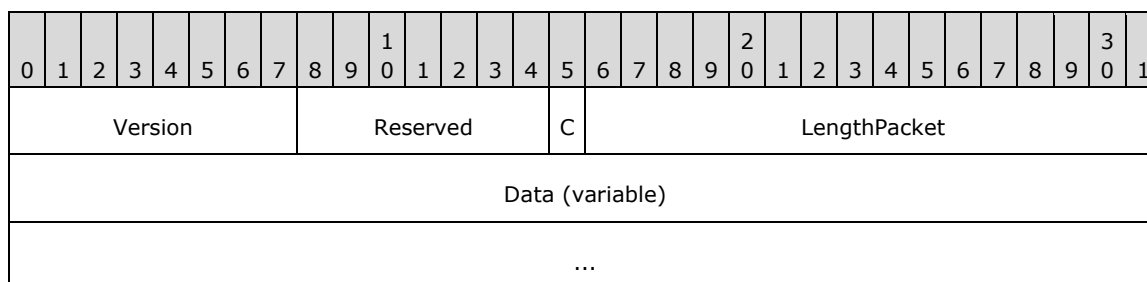 1 2 3
0 1 2 3 4 5 6 7 8 9 0 1 2 3 4 5 6 7 8 9 0 1 2 3 4 5 6 7 8 9 0 1
Version Reserved C LengthPacket
Data (variable)
...